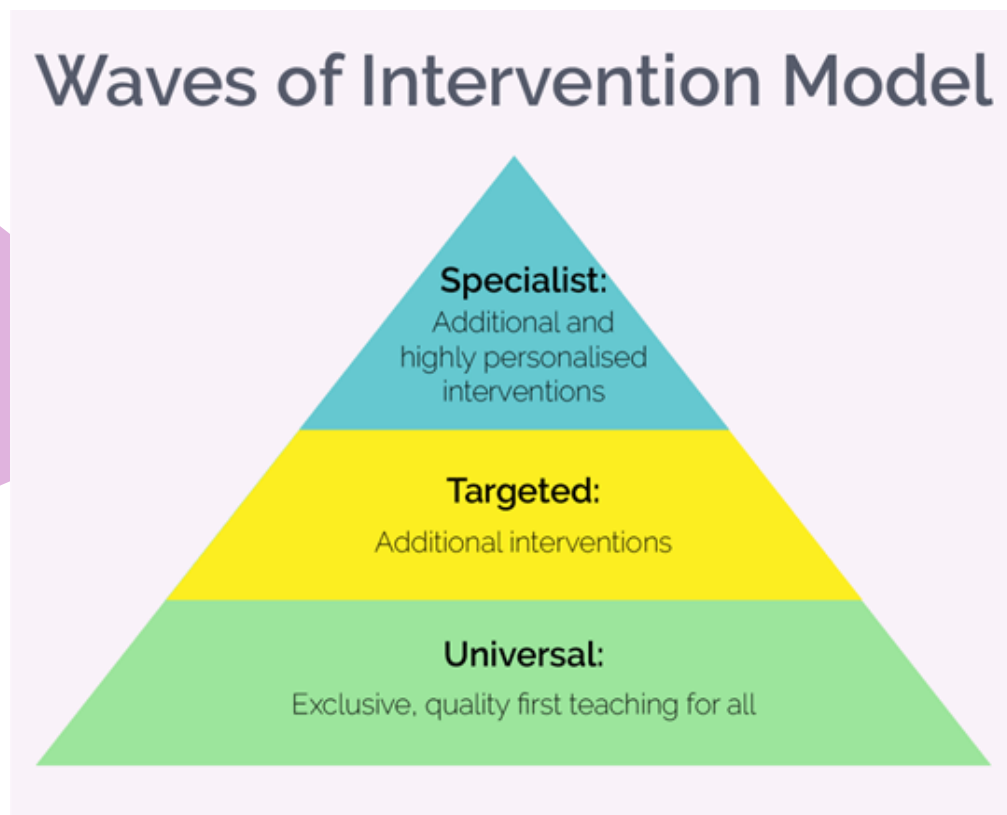 Waves of Intervention Model
Specialist:
Additional and
highly personalised
interventions
Targeted:
Additional interventions
Universal:
Exclusive, quality first teaching for all